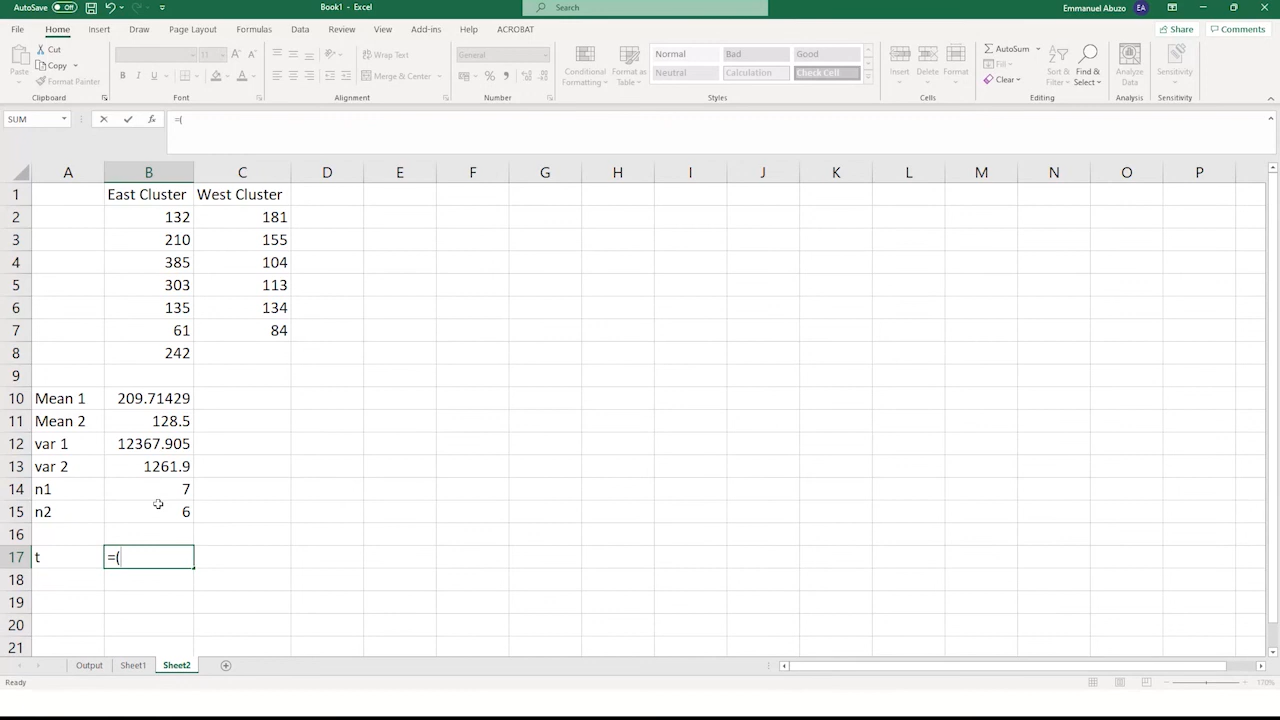 AutoSave Off Book1 - Excel Search Emmanuel Abuzo EA
File Home Insert Draw Page Layout Formulas Data Review View Add-ins Help ACROBAT Share Comments
Paste Cut Copy Format Painter
11 A A Wrap Text General
B I U A Merge & Center % ,
Conditional Formatting Format as Table
Normal Bad Good
Neutral Calculation Check Cell
Insert Delete Format
AutoSum Fill Clear Sort & Filter Find & Select
Analyze Data Sensitivity
Clipboard Font Alignment Number Styles Cells Editing Analysis Sensitivity
SUM fx =(
A B C D E F G H I J K L M N O P
1 East Cluster West Cluster
2 132 181
3 210 155
4 385 104
5 303 113
6 135 134
7 61 84
8 242
9
10 Mean 1 209.71429
11 Mean 2 128.5
12 var 1 12367.905
13 var 2 1261.9
14 n1 7
15 n2 6
16
17 t =(
18
19
20
21
Output Sheet1 Sheet2
Ready 170%